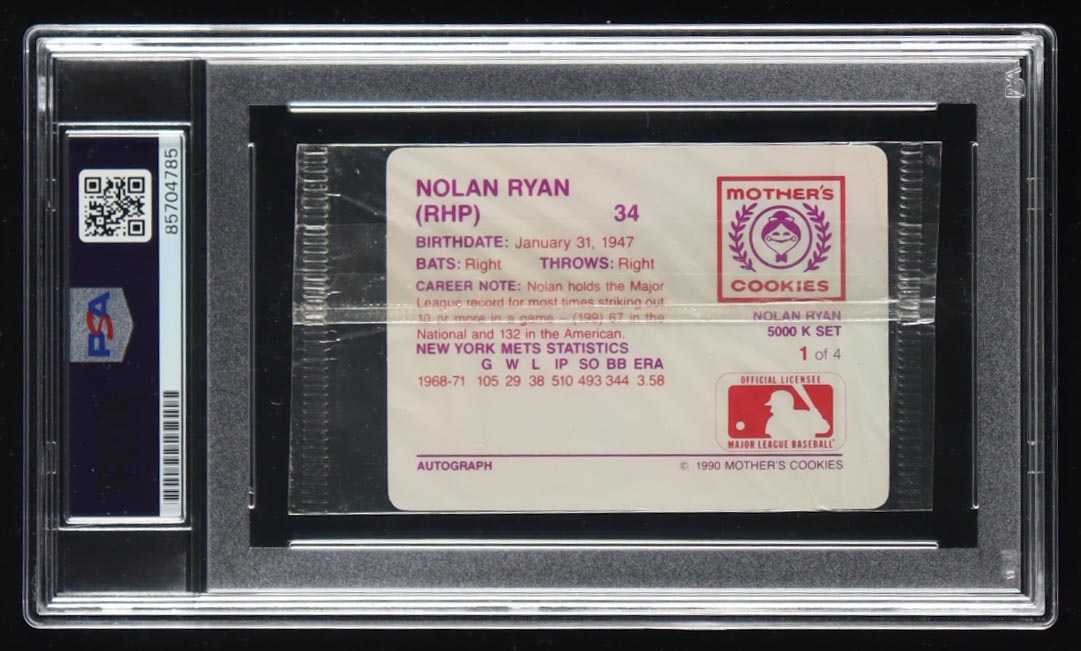 85704785
PSA
NOLAN RYAN
(RHP) 34
BIRTHDATE: January 31, 1947
BATS: Right THROWS: Right
CAREER NOTE: Nolan holds the Major
League record for most times striking out
10 or more in a game – (199) 67 in the
National and 132 in the American.
NEW YORK METS STATISTICS
G W L IP SO BB ERA
1968-71 105 29 38 510 493 344 3.58
AUTOGRAPH
MOTHER'S
COOKIES
NOLAN RYAN
5000 K SET
1 of 4
OFFICIAL LICENSEE
MAJOR LEAGUE BASEBALL
© 1990 MOTHER'S COOKIES